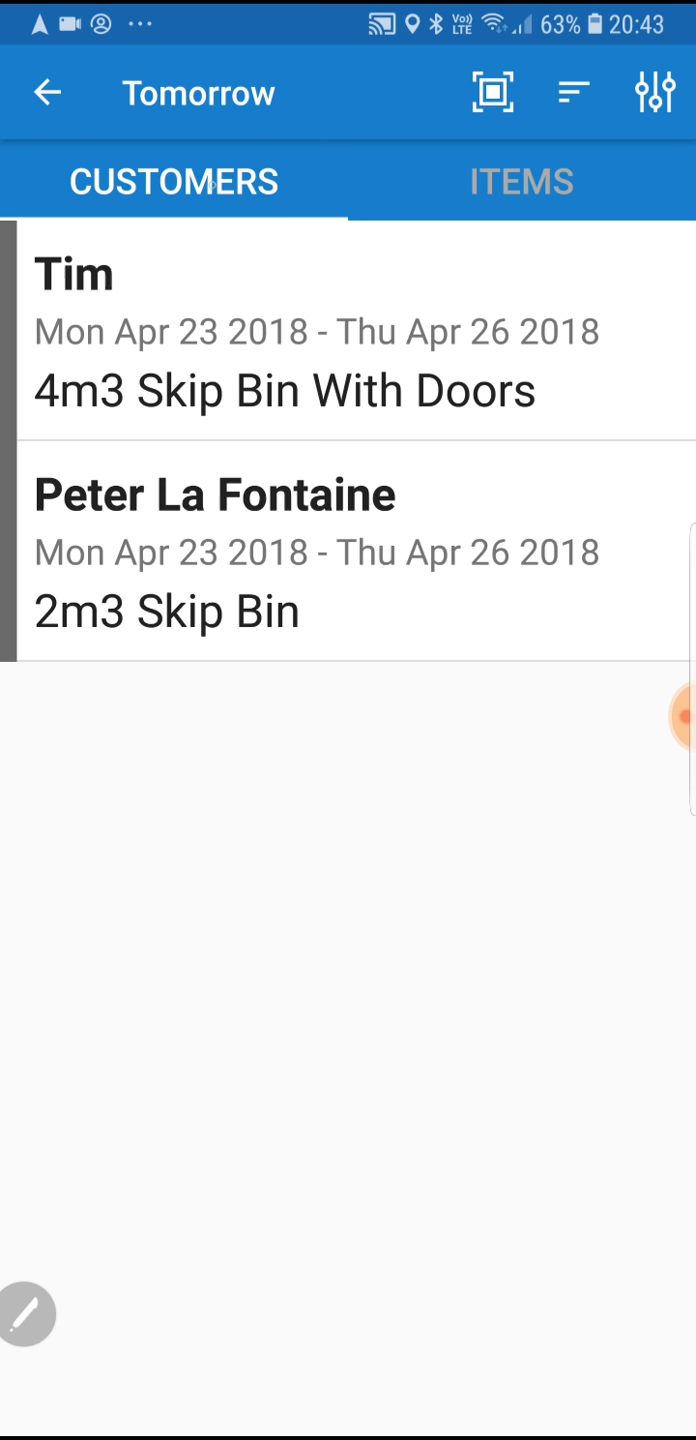 63% 20:43
Tomorrow
CUSTOMERS ITEMS
Tim
Mon Apr 23 2018 - Thu Apr 26 2018
4m3 Skip Bin With Doors
Peter La Fontaine
Mon Apr 23 2018 - Thu Apr 26 2018
2m3 Skip Bin